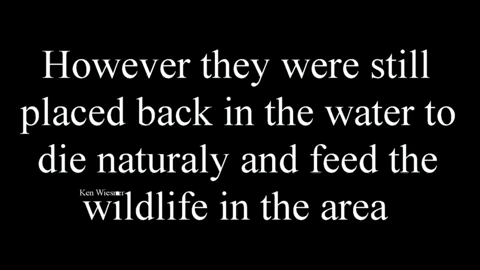 However they were still
placed back in the water to
die naturaly and feed the
Ken Wiesner
wildlife in the area